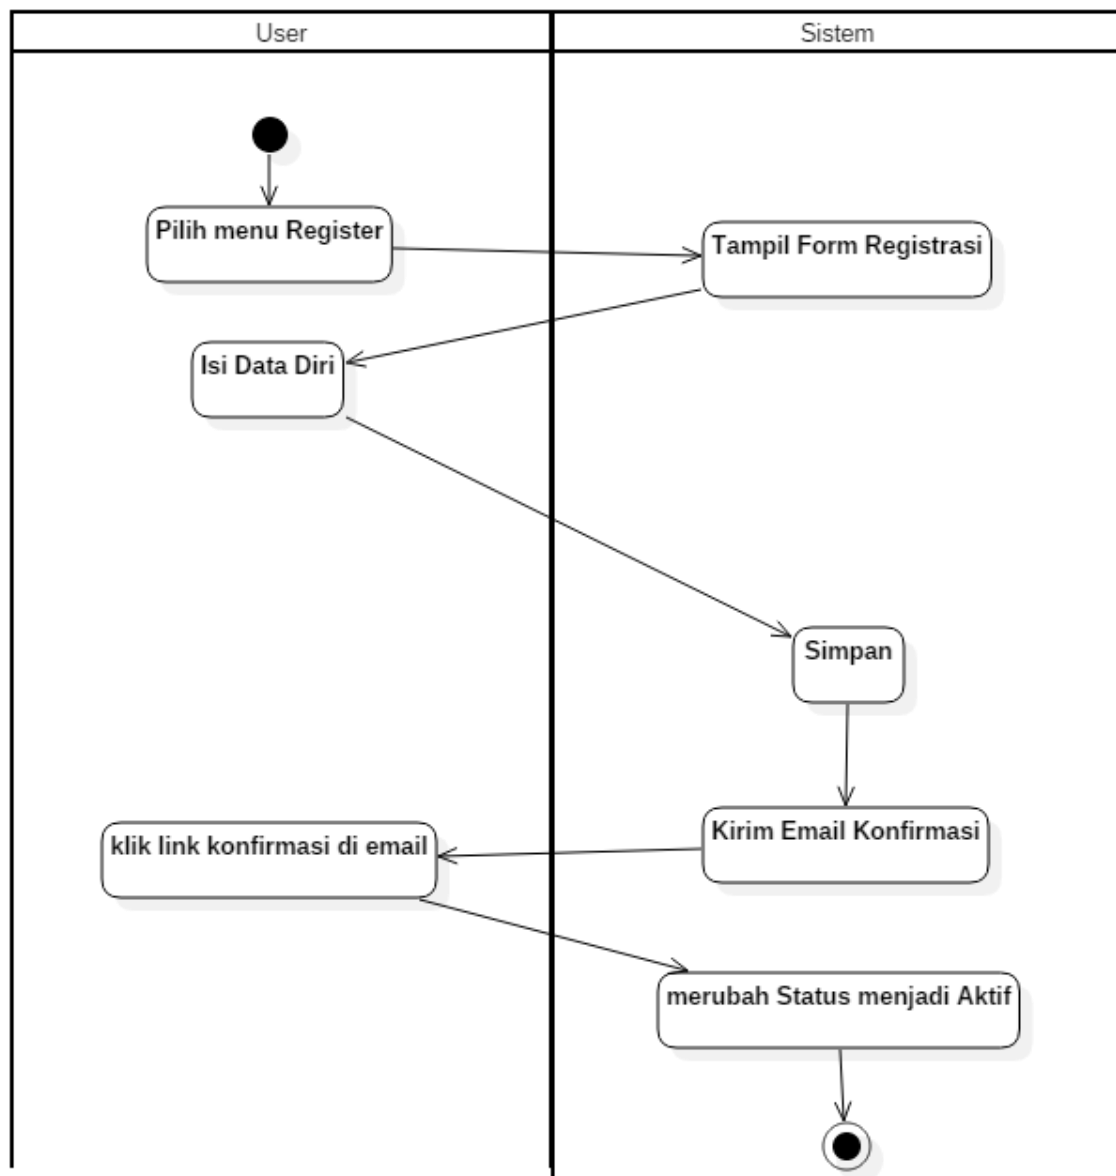 User
Sistem
Pilih menu Register
Tampil Form Registrasi
Isi Data Diri
Simpan
Kirim Email Konfirmasi
klik link konfirmasi di email
merubah Status menjadi Aktif